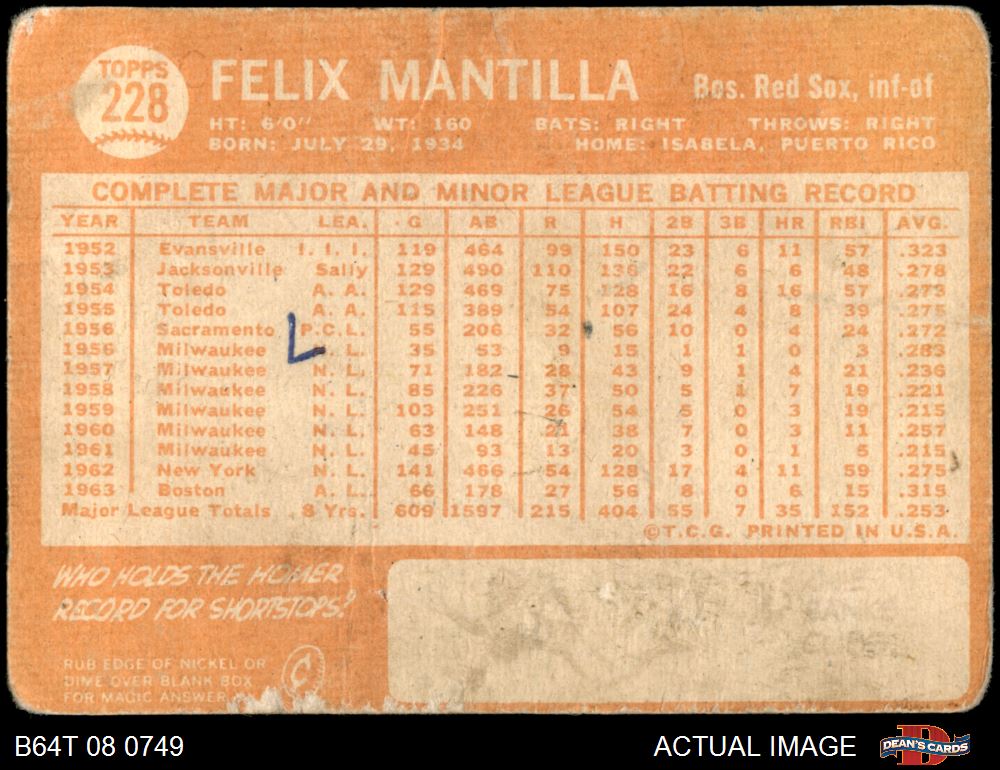 TOPPS
228
FELIX MANTILLA Bos. Red Sox, inf-of
HT: 6'0" WT: 160 BATS: RIGHT THROWS: RIGHT
BORN: JULY 29, 1934 HOME: ISABELA, PUERTO RICO
COMPLETE MAJOR AND MINOR LEAGUE BATTING RECORD
YEAR TEAM LEA. G AB R H 2B 3B HR RBI AVG.
1952 Evansville I. I. I. 119 464 99 150 23 6 11 57 .323
1953 Jacksonville Sally 129 490 110 136 22 6 6 48 .278
1954 Toledo A. A. 129 469 75 128 16 8 16 57 .273
1955 Toledo A. A. 115 389 54 107 24 4 8 39 .275
1956 Sacramento P.C.L. 55 206 32 56 10 0 4 24 .272
1956 Milwaukee L. 35 53 9 15 1 1 0 3 .283
1957 Milwaukee N. L. 71 182 28 43 9 1 4 21 .236
1958 Milwaukee N. L. 85 226 37 50 5 1 7 19 .221
1959 Milwaukee N. L. 103 251 26 54 5 0 3 19 .215
1960 Milwaukee N. L. 63 148 21 38 7 0 3 11 .257
1961 Milwaukee N. L. 45 93 13 20 3 0 1 5 .215
1962 New York N. L. 141 466 54 128 17 4 11 59 .275
1963 Boston A. L. 66 178 27 56 8 0 6 15 .315
Major League Totals 8 Yrs. 609 1597 215 404 55 7 35 152 .253
©T.C.G. PRINTED IN U.S.A.
WHO HOLDS THE HOMER
RECORD FOR SHORTSTOPS?
RUB EDGE OF NICKEL OR
DIME OVER BLANK BOX
FOR MAGIC ANSWER
B64T 08 0749 ACTUAL IMAGE DEAN'S CARDS